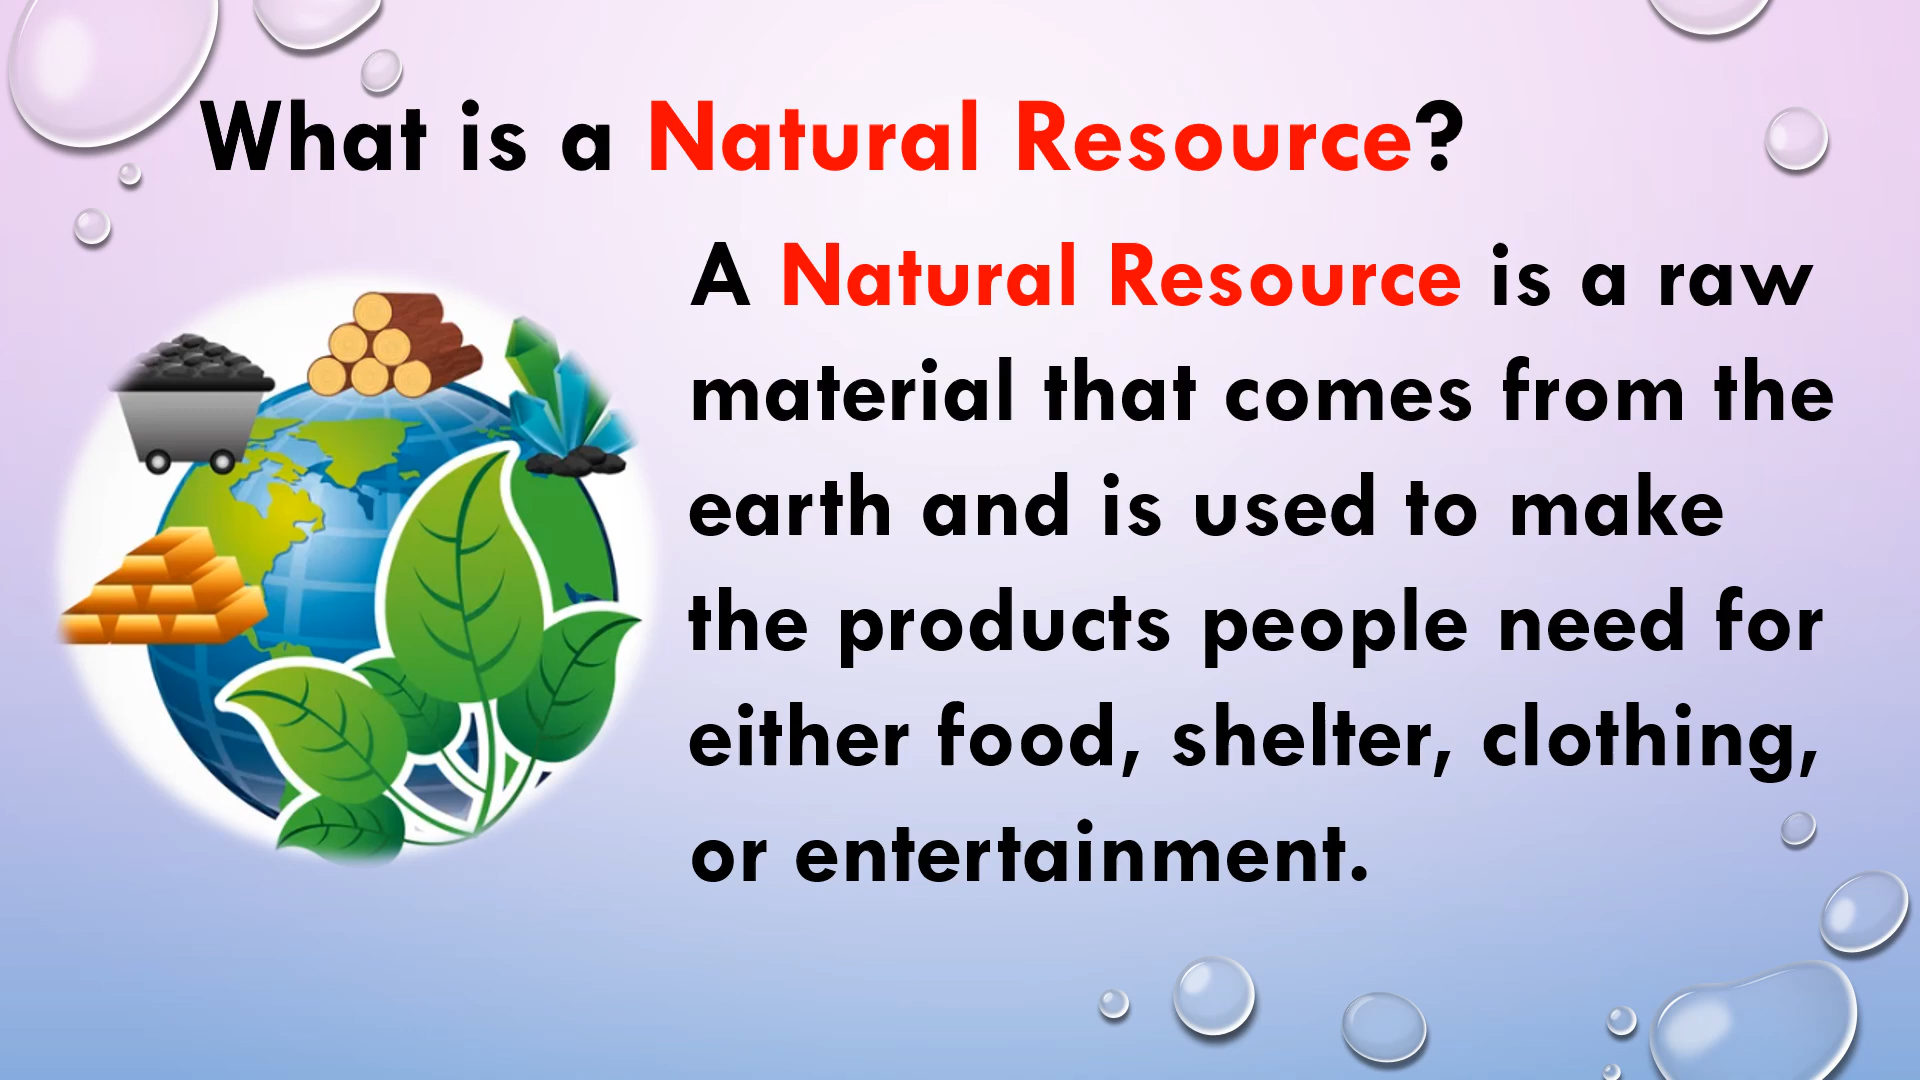 What is a Natural Resource?
A Natural Resource is a raw
material that comes from the
earth and is used to make
the products people need for
either food, shelter, clothing,
or entertainment.